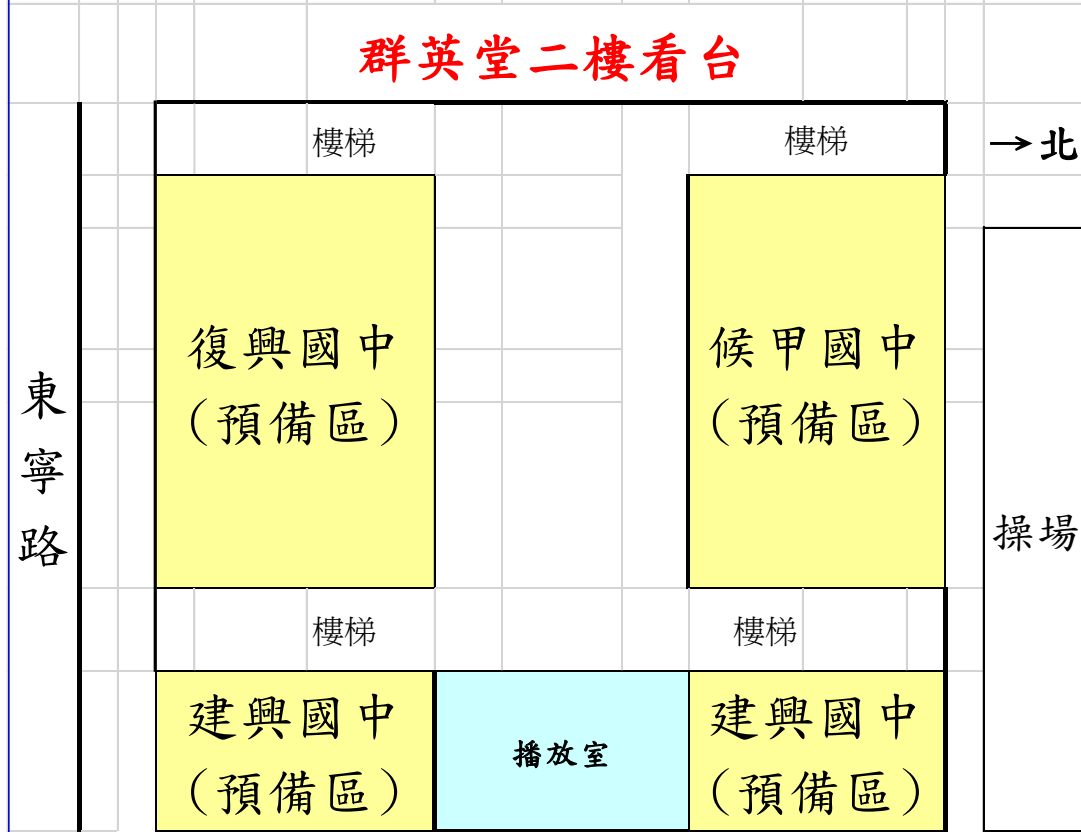 群英堂二樓看台
樓梯
樓梯
→北
復興國中
（預備區）
候甲國中
（預備區）
東寧路
操場
樓梯
樓梯
建興國中
（預備區）
播放室
建興國中
（預備區）